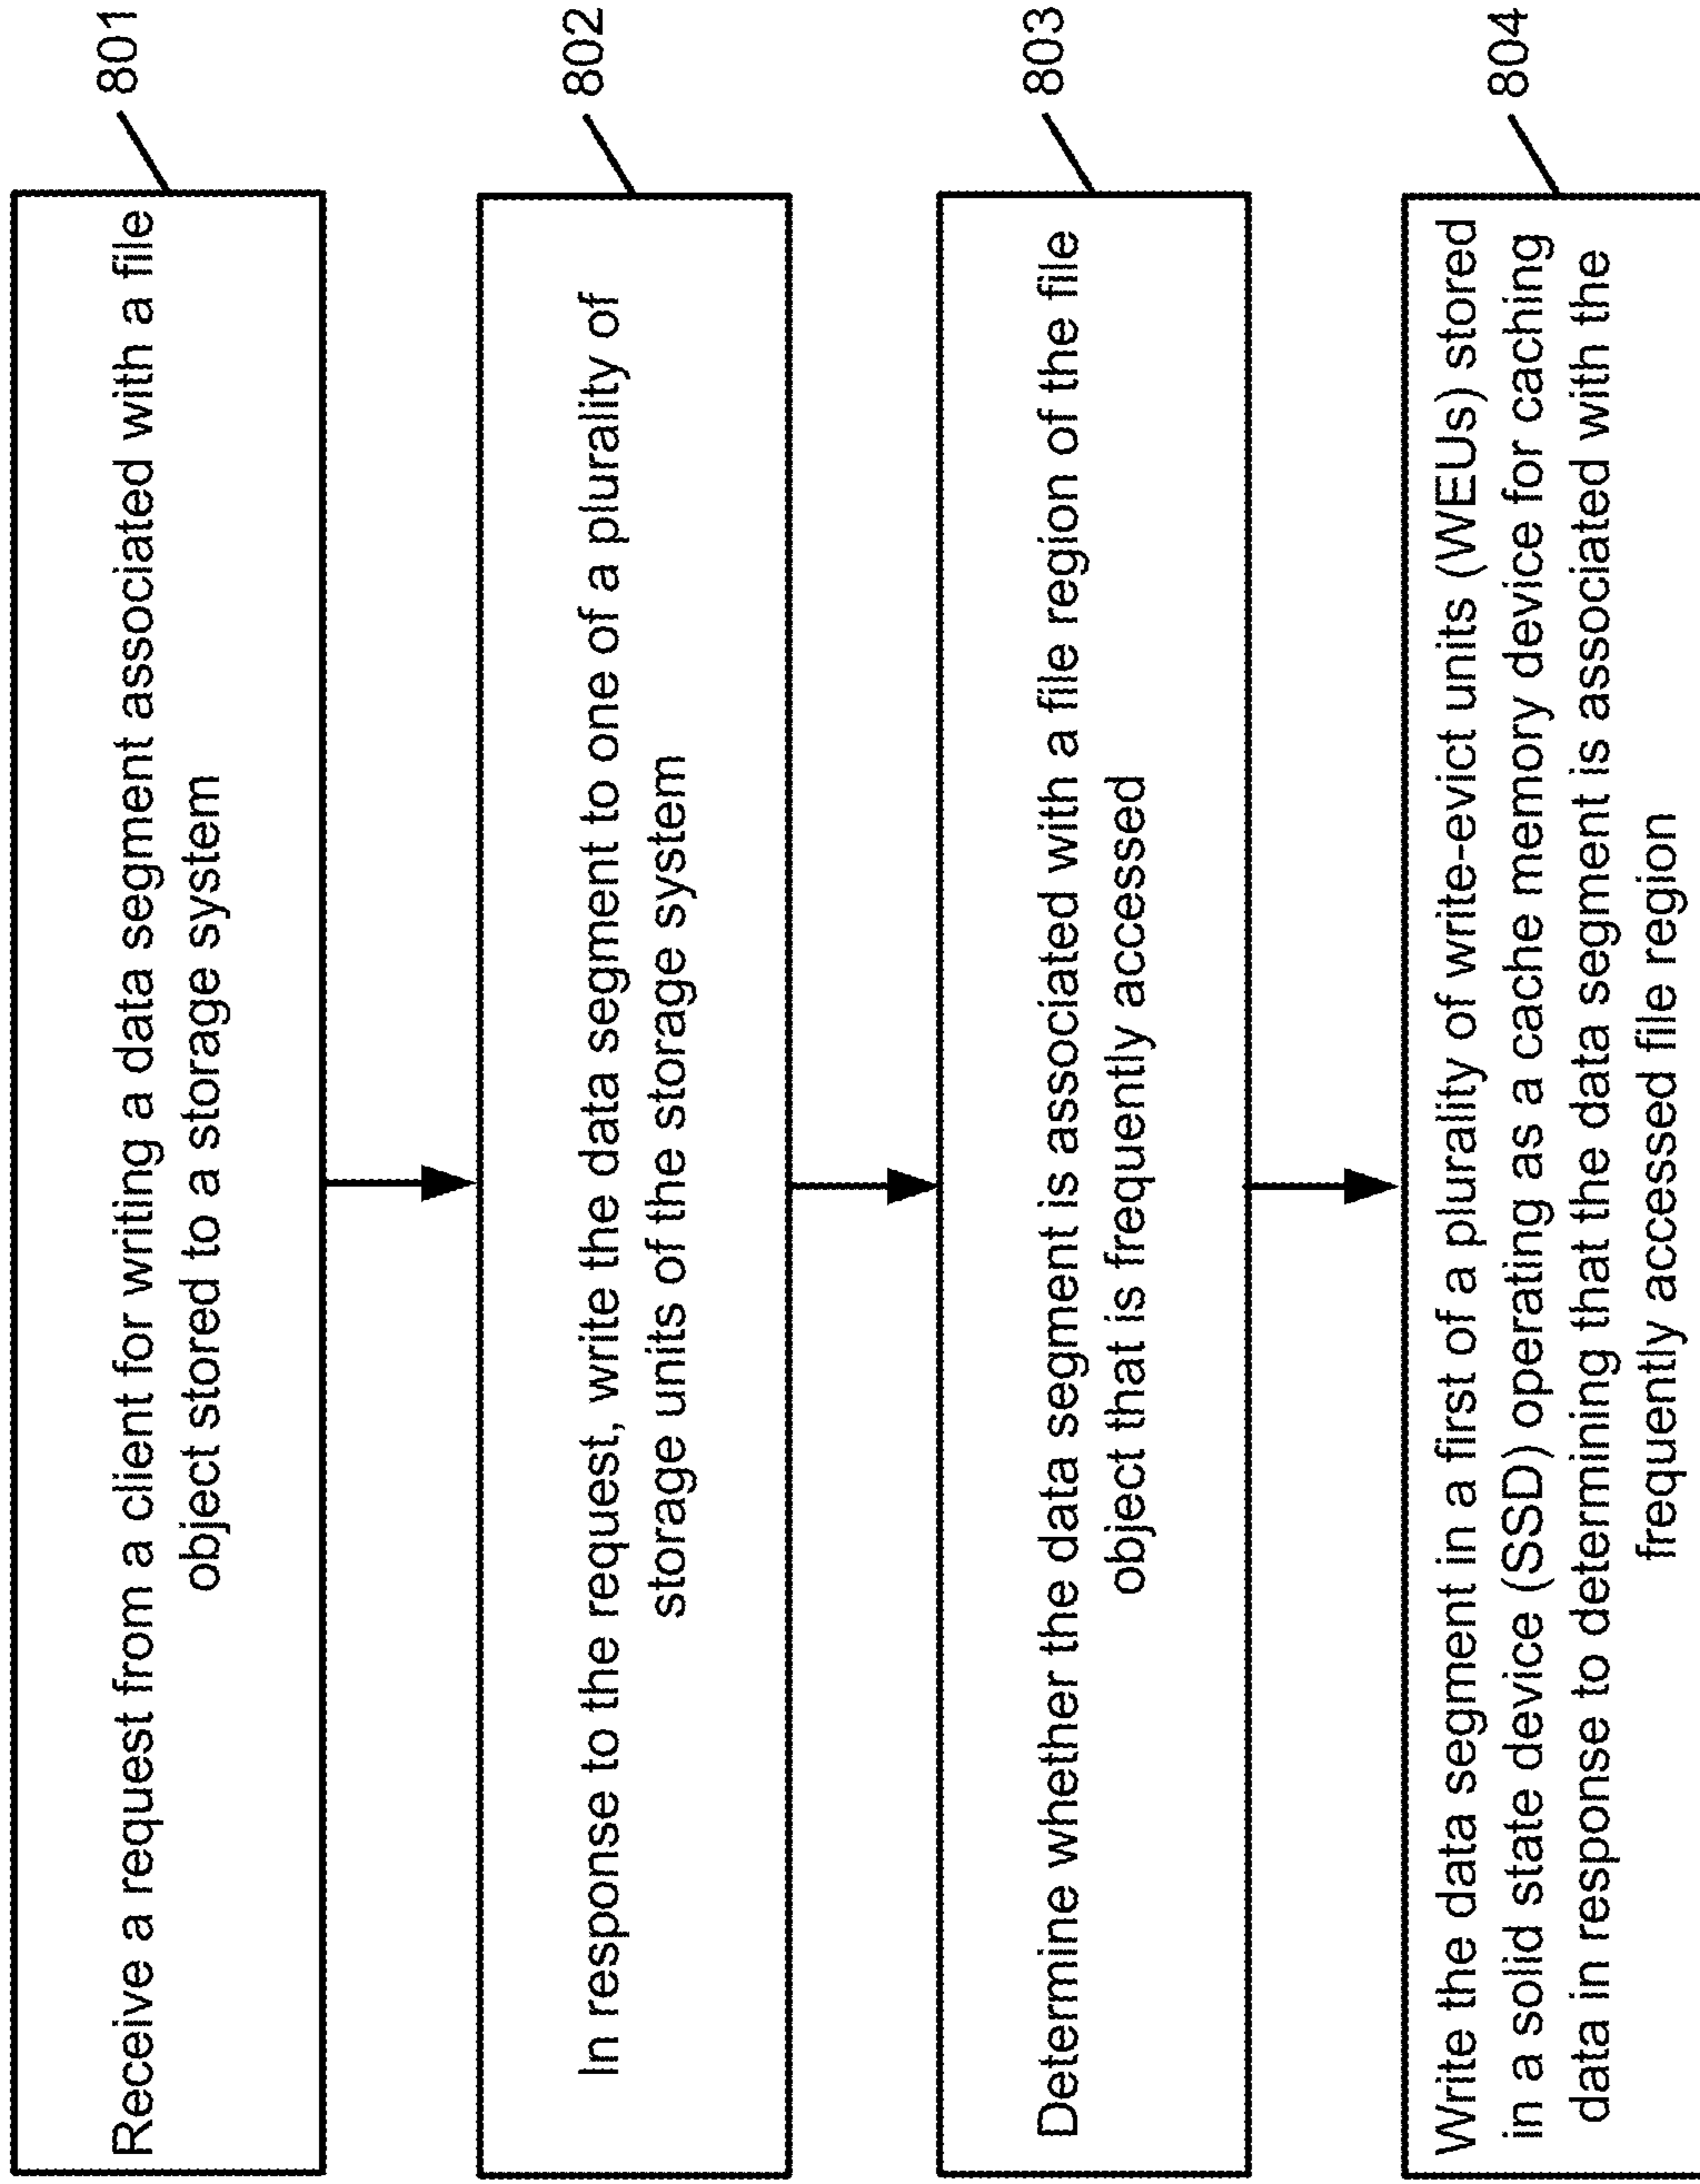 Receive a request from a client for writing a data segment associated with a file
object stored to a storage system
801
In response to the request, write the data segment to one of a plurality of
storage units of the storage system
802
Determine whether the data segment is associated with a file region of the file
object that is frequently accessed
803
Write the data segment in a first of a plurality of write-evict units (WEUs) stored
in a solid state device (SSD) operating as a cache memory device for caching
data in response to determining that the data segment is associated with the
frequently accessed file region
804